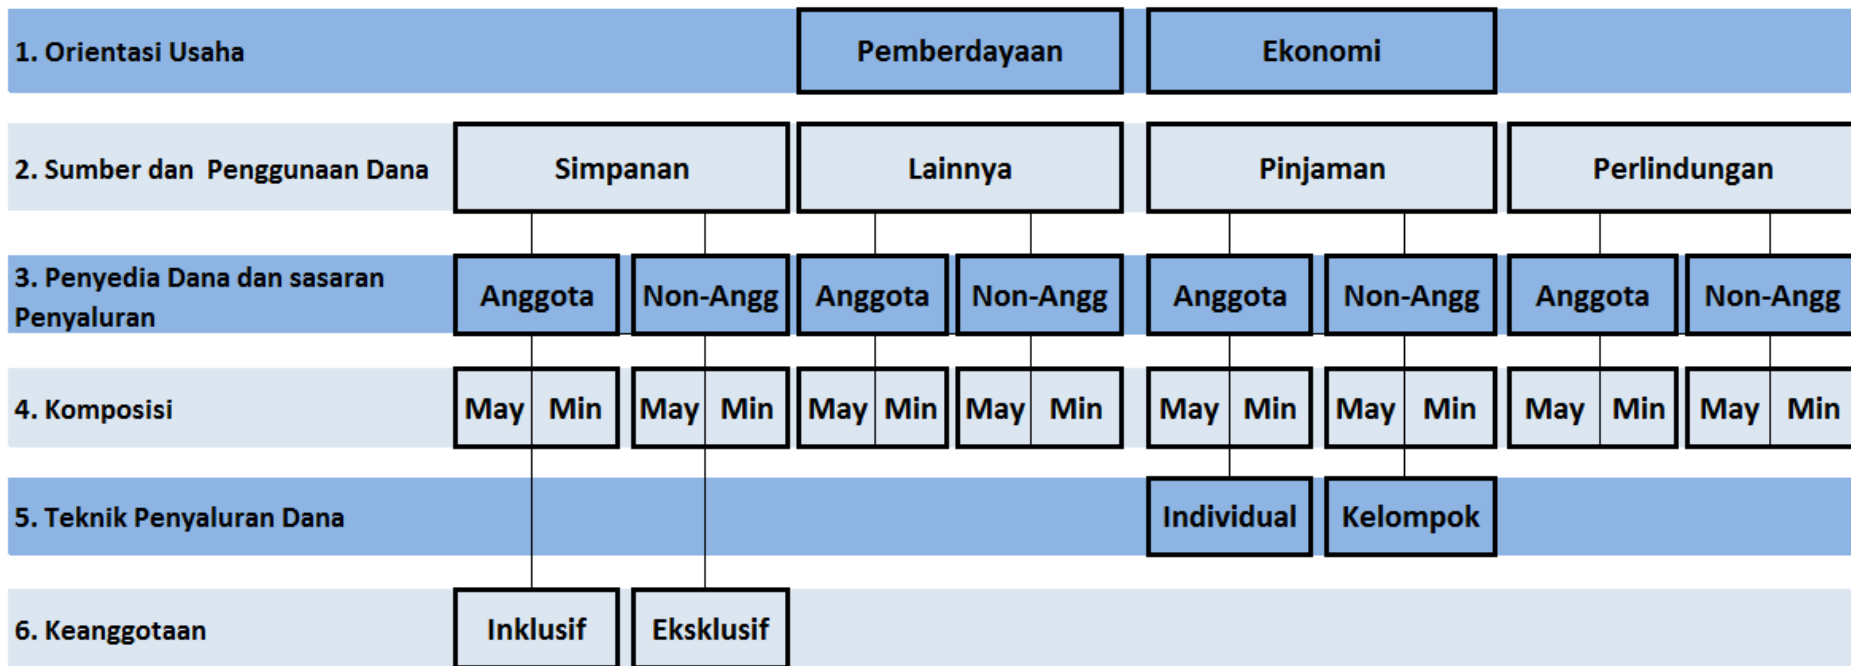 1. Orientasi Usaha
Pemberdayaan
Ekonomi
2. Sumber dan Penggunaan Dana
Simpanan
Lainnya
Pinjaman
Perlindungan
3. Penyedia Dana dan sasaran
Penyaluran
Anggota
Non-Angg
Anggota
Non-Angg
Anggota
Non-Angg
Anggota
Non-Angg
4. Komposisi
May
Min
May
Min
May
Min
May
Min
May
Min
May
Min
May
Min
May
Min
5. Teknik Penyaluran Dana
Individual
Kelompok
6. Keanggotaan
Inklusif
Eksklusif